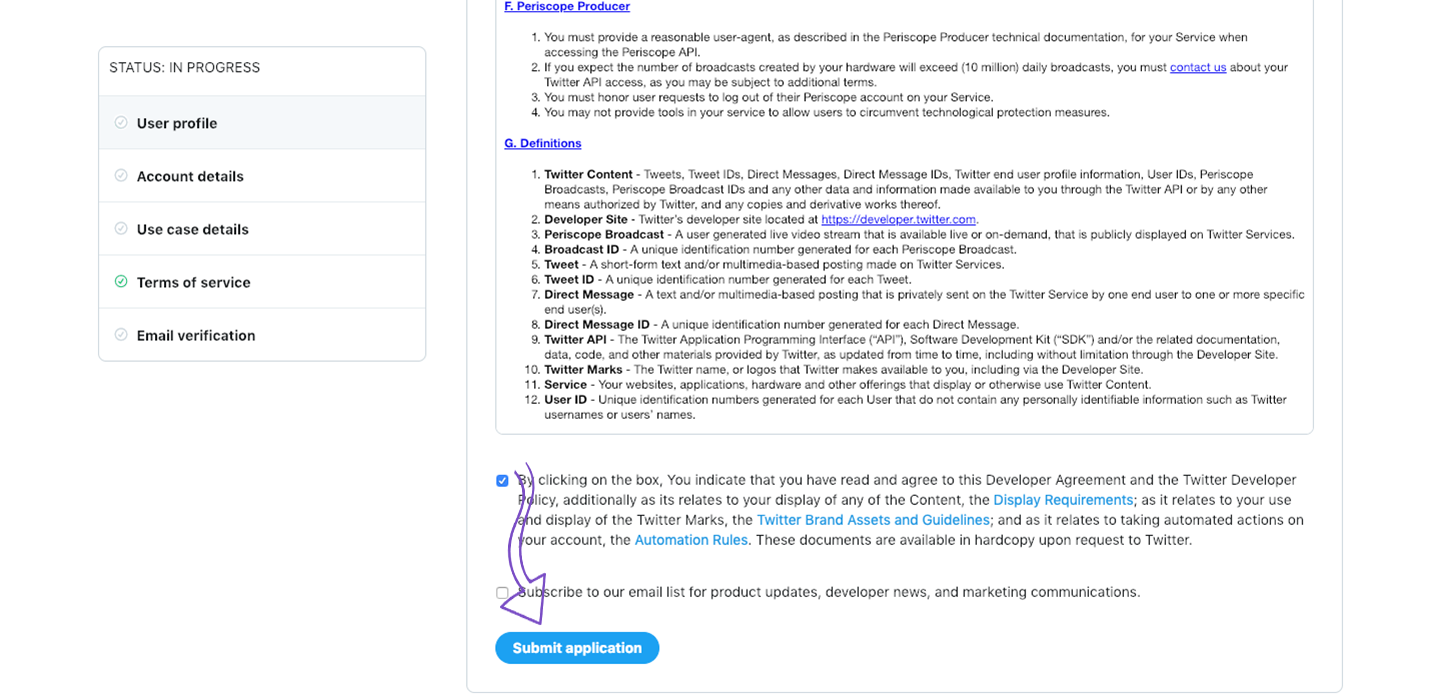 STATUS: IN PROGRESS
User profile
Account details
Use case details
Terms of service
Email verification
F. Periscope Producer
1. You must provide a reasonable user-agent, as described in the Periscope Producer technical documentation, for your Service when
accessing the Periscope API.
2. If you expect the number of broadcasts created by your hardware will exceed (10 million) daily broadcasts, you must contact us about your
Twitter API access, as you may be subject to additional terms.
3. You must honor user requests to log out of their Periscope account on your Service.
4. You may not provide tools in your service to allow users to circumvent technological protection measures.
G. Definitions
1. Twitter Content - Tweets, Tweet IDs, Direct Messages, Direct Message IDs, Twitter end user profile information, User IDs, Periscope
Broadcasts, Periscope Broadcast IDs and any other data and information made available to you through the Twitter API or by any other
means authorized by Twitter, and any copies and derivative works thereof.
2. Developer Site - Twitter's developer site located at https://developer.twitter.com.
3. Periscope Broadcast - A user generated live video stream that is available live or on-demand, that is publicly displayed on Twitter Services.
4. Broadcast ID - A unique identification number generated for each Periscope Broadcast.
5. Tweet - A short-form text and/or multimedia-based posting made on Twitter Services.
6. Tweet ID - A unique identification number generated for each Tweet.
7. Direct Message - A text and/or multimedia-based posting that is privately sent on the Twitter Service by one end user to one or more specific
end user(s).
8. Direct Message ID - A unique identification number generated for each Direct Message.
9. Twitter API - The Twitter Application Programming Interface (“API”), Software Development Kit (“SDK”) and/or the related documentation,
data, code, and other materials provided by Twitter, as updated from time to time, including without limitation through the Developer Site.
10. Twitter Marks - The Twitter name, or logos that Twitter makes available to you, including via the Developer Site.
11. Service - Your websites, applications, hardware and other offerings that display or otherwise use Twitter Content.
12. User ID - Unique identification numbers generated for each User that do not contain any personally identifiable information such as Twitter
usernames or users’ names.
By clicking on the box, You indicate that you have read and agree to this Developer Agreement and the Twitter Developer
Policy, additionally as its relates to your display of any of the Content, the Display Requirements; as it relates to your use
and display of the Twitter Marks, the Twitter Brand Assets and Guidelines; and as it relates to taking automated actions on
your account, the Automation Rules. These documents are available in hardcopy upon request to Twitter.
Subscribe to our email list for product updates, developer news, and marketing communications.
Submit application